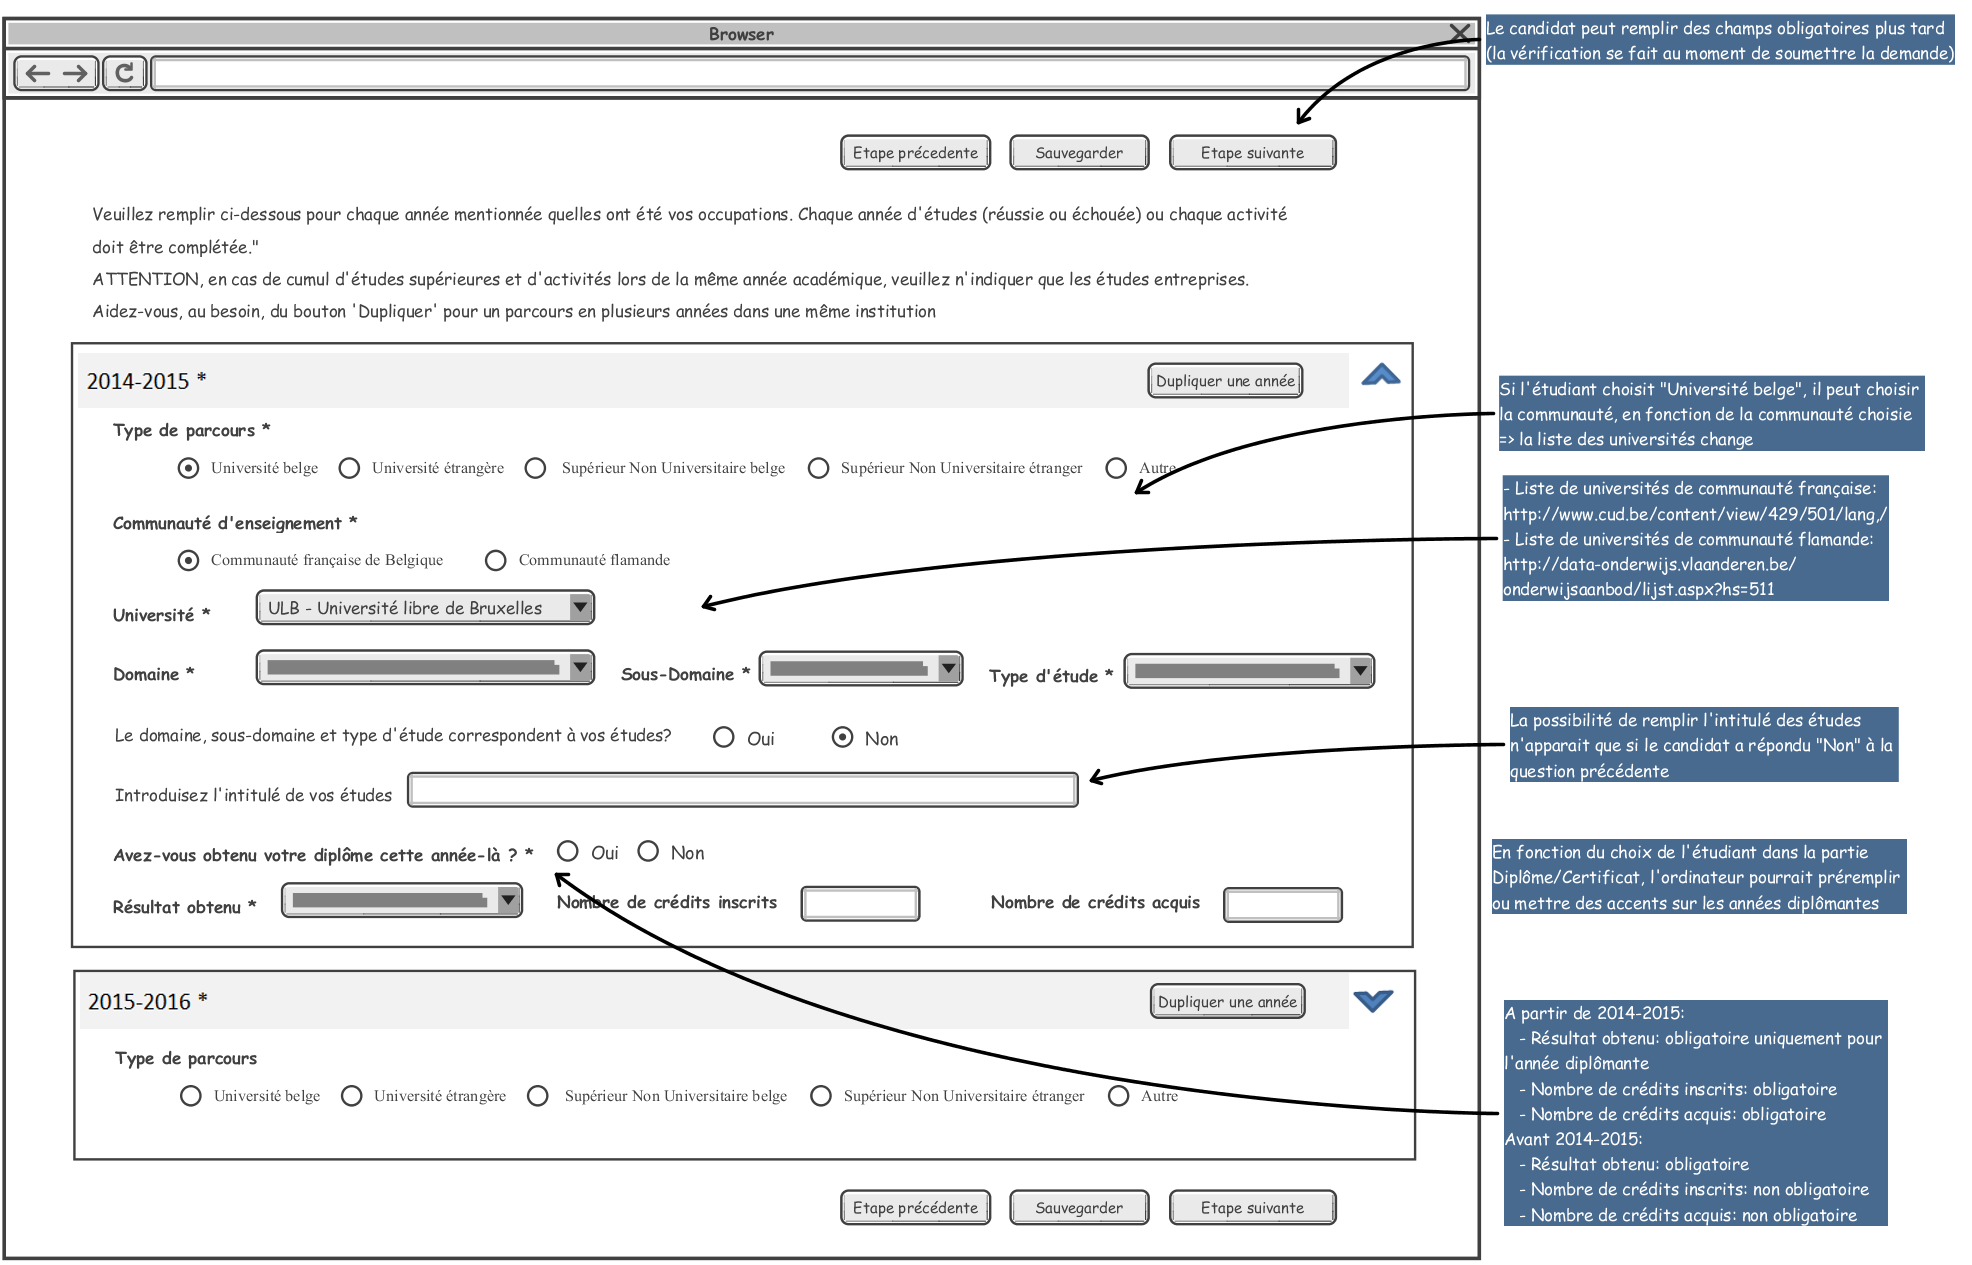 Browser
Le candidat peut remplir des champs obligatoires plus tard
(la vérification se fait au moment de soumettre la demande)
Etape précedente
Sauvegarder
Etape suivante
Veuillez remplir ci-dessous pour chaque année mentionnée quelles ont été vos occupations. Chaque année d'études (réussie ou échouée) ou chaque activité
doit être complétée."
ATTENTION, en cas de cumul d'études supérieures et d'activités lors de la même année académique, veuillez n'indiquer que les études entreprises.
Aidez-vous, au besoin, du bouton 'Dupliquer' pour un parcours en plusieurs années dans une même institution
2014-2015 *
Dupliquer une année
Type de parcours *
Université belge
Université étrangère
Supérieur Non Universitaire belge
Supérieur Non Universitaire étranger
Autre
Si l'étudiant choisit "Université belge", il peut choisir
la communauté, en fonction de la communauté choisie
=> la liste des universités change
Communauté d'enseignement *
Communauté française de Belgique
Communauté flamande
- Liste de universités de communauté française:
http://www.cud.be/content/view/429/501/lang,/
- Liste de universités de communauté flamande:
http://data-onderwijs.vlaanderen.be/
onderwijsaanbod/lijst.aspx?hs=511
Université *
ULB - Université libre de Bruxelles
Domaine *
Sous-Domaine *
Type d'étude *
Le domaine, sous-domaine et type d'étude correspondent à vos études?
Oui
Non
La possibilité de remplir l'intitulé des études
n'apparait que si le candidat a répondu "Non" à la
question précédente
Introduisez l'intitulé de vos études
Avez-vous obtenu votre diplôme cette année-là ? *
Oui
Non
En fonction du choix de l'étudiant dans la partie
Diplôme/Certificat, l'ordinateur pourrait préremplir
ou mettre des accents sur les années diplômantes
Résultat obtenu *
Nombre de crédits inscrits
Nombre de crédits acquis
2015-2016 *
Dupliquer une année
Type de parcours
Université belge
Université étrangère
Supérieur Non Universitaire belge
Supérieur Non Universitaire étranger
Autre
A partir de 2014-2015:
- Résultat obtenu: obligatoire uniquement pour
l'année diplômante
- Nombre de crédits inscrits: obligatoire
- Nombre de crédits acquis: obligatoire
Avant 2014-2015:
- Résultat obtenu: obligatoire
- Nombre de crédits inscrits: non obligatoire
- Nombre de crédits acquis: non obligatoire
Etape précédente
Sauvegarder
Etape suivante